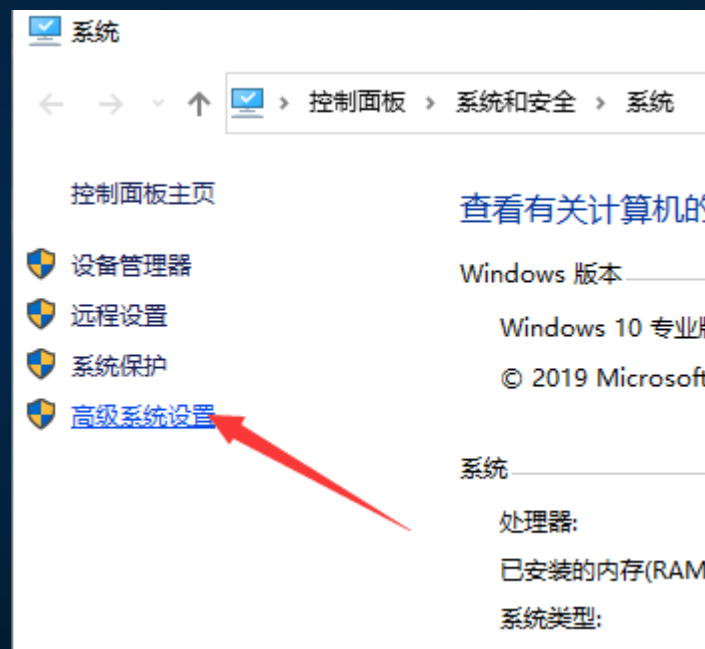 系统
控制面板 › 系统和安全 › 系统
控制面板主页
设备管理器
远程设置
系统保护
高级系统设置
查看有关计算机的
Windows 版本
Windows 10 专业版
© 2019 Microsoft
系统
处理器:
已安装的内存(RAM
系统类型: